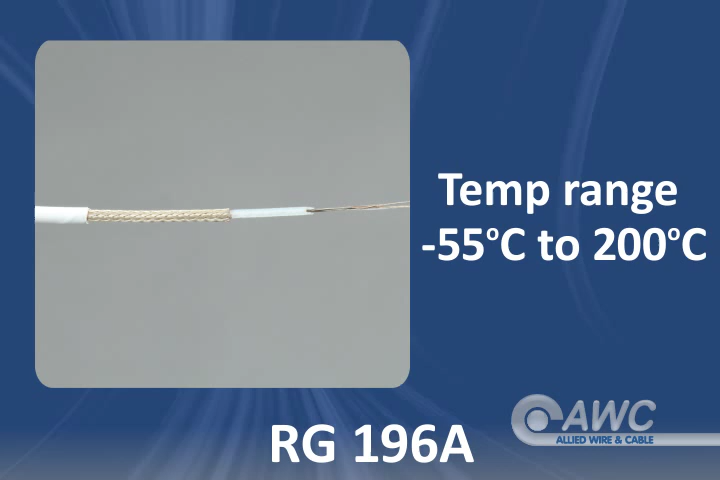 Temp range
-55°C to 200°C
RG 196A
AWC
ALLIED WIRE & CABLE